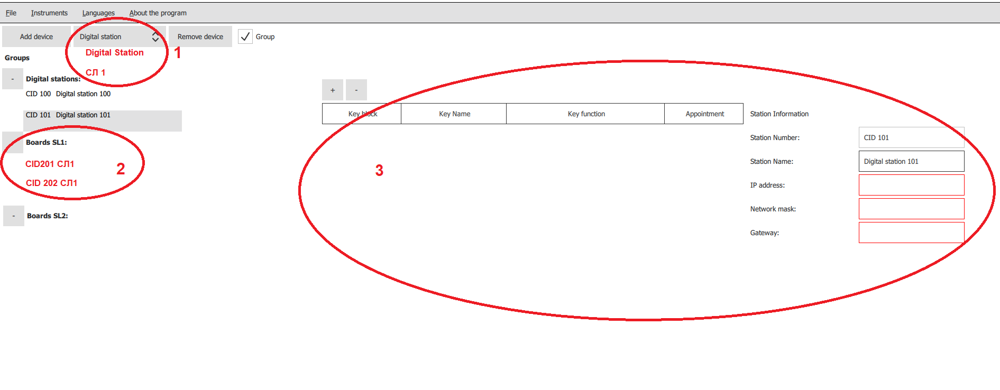 File Instruments Languages About the program
Add device Digital station Remove device Group
Digital Station 1
Groups
СЛ 1
- Digital stations:
CID 100 Digital station 100
CID 101 Digital station 101
Boards SL1:
CID201 СЛ1
2
CID 202 СЛ1
- Boards SL2:
+ -
Key block Key Name Key function Appointment
3
Station Information
Station Number: CID 101
Station Name: Digital station 101
IP address:
Network mask:
Gateway: